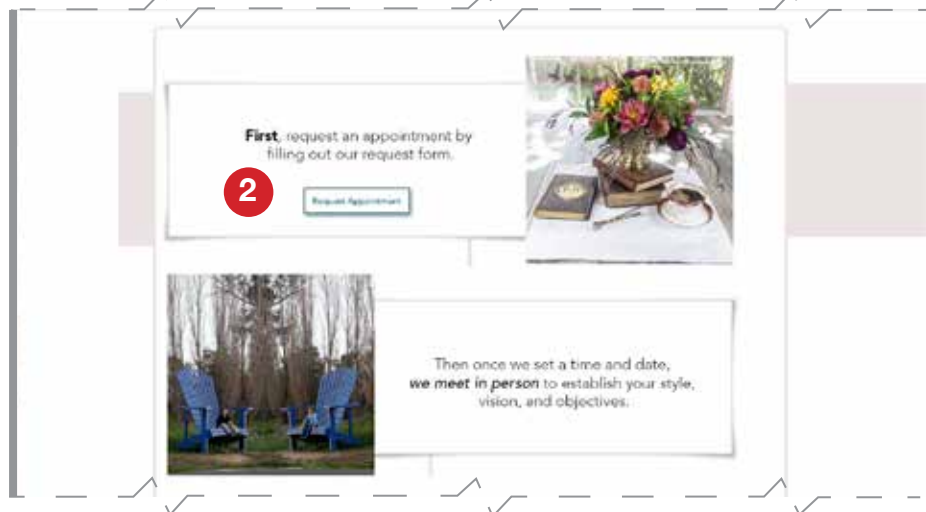 First, request an appointment by
filling out our request form.
2
Request Appointment
Then once we set a time and date,
we meet in person to establish your style,
vision, and objectives.